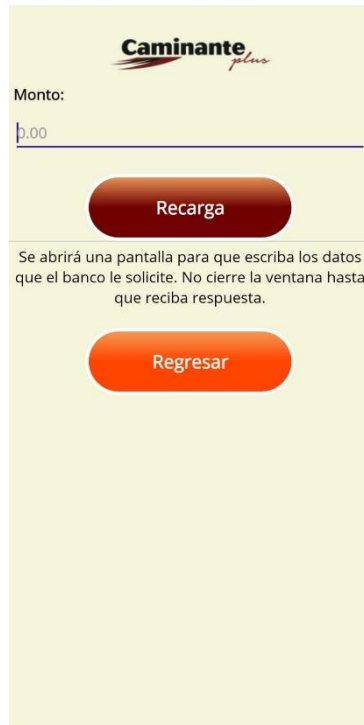 Caminante
plus
Monto:
0.00
Recarga
Se abrirá una pantalla para que escriba los datos
que el banco le solicite. No cierre la ventana hasta
que reciba respuesta.
Regresar